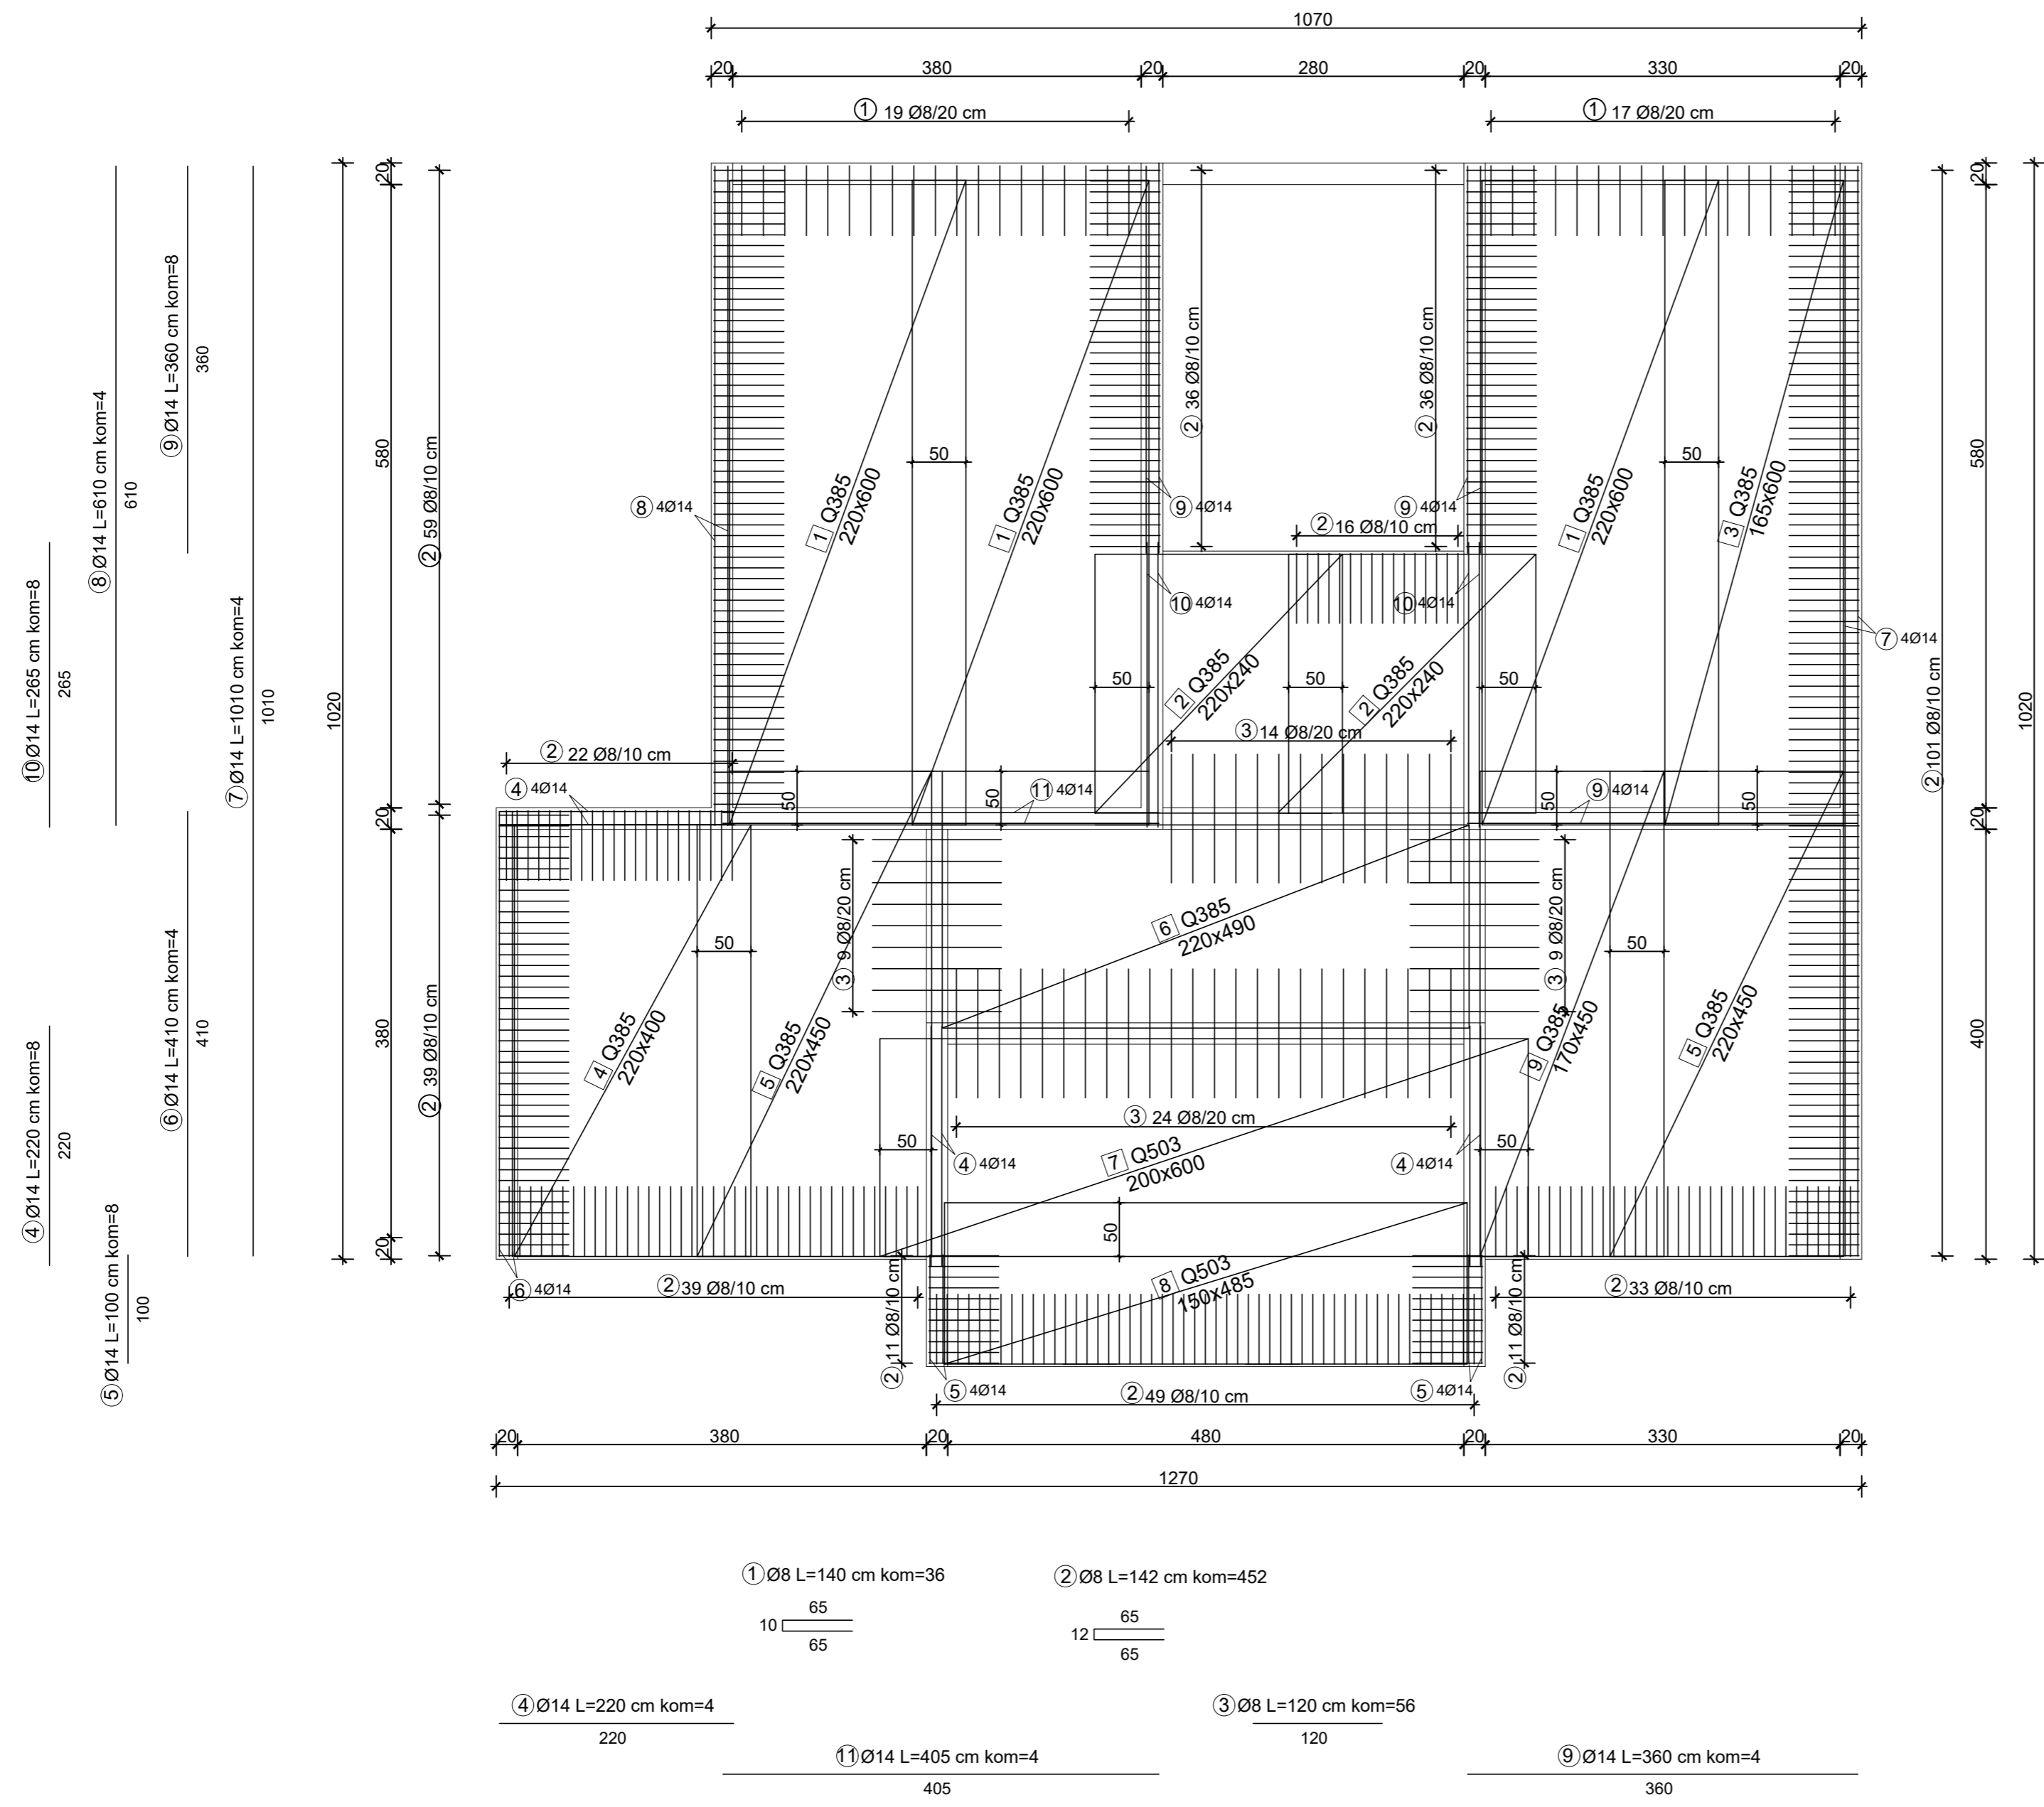 1070
20 380 20 280 20 330 20
① 19 Ø8/20 cm
① 17 Ø8/20 cm
⑩Ø14 L=265 cm kom=8
265
⑧Ø14 L=610 cm kom=4
610
⑨Ø14 L=360 cm kom=8
360
⑦Ø14 L=1010 cm kom=4
1010
④Ø14 L=220 cm kom=8
220
⑤Ø14 L=100 cm kom=8
100
⑥Ø14 L=410 cm kom=4
410
1020
20
580
20
380
20
② 59 Ø8/10 cm
② 39 Ø8/10 cm
⑧ 4Ø14
1 Q385
220x600
50
1 Q385
220x600
② 36 Ø8/10 cm
⑨ 4Ø14
② 36 Ø8/10 cm
⑨ 4Ø14
② 16 Ø8/10 cm
1 Q385
220x600
50
3 Q385
165x600
⑩ 4Ø14
⑩ 4Ø14
⑦ 4Ø14
50
2 Q385
220x240
50
2 Q385
220x240
50
③ 14 Ø8/20 cm
② 22 Ø8/10 cm
④ 4Ø14
50
50
⑪ 4Ø14
50
⑨ 4Ø14
50
② 101 Ø8/10 cm
20
580
20
400
1020
③ 9 Ø8/20 cm
6 Q385
220x490
③ 9 Ø8/20 cm
50
50
4 Q385
220x400
5 Q385
220x450
9 Q385
170x450
5 Q385
220x450
③ 24 Ø8/20 cm
50
④ 4Ø14
7 Q503
200x600
④ 4Ø14
50
50
8 Q503
150x485
⑥ 4Ø14
② 39 Ø8/10 cm
② 11 Ø8/10 cm
② 11 Ø8/10 cm
② 33 Ø8/10 cm
⑤ 4Ø14
② 49 Ø8/10 cm
⑤ 4Ø14
20 380 20 480 20 330 20
1270
①Ø8 L=140 cm kom=36
65
10
65
②Ø8 L=142 cm kom=452
65
12
65
④Ø14 L=220 cm kom=4
220
③Ø8 L=120 cm kom=56
120
⑪Ø14 L=405 cm kom=4
405
⑨Ø14 L=360 cm kom=4
360